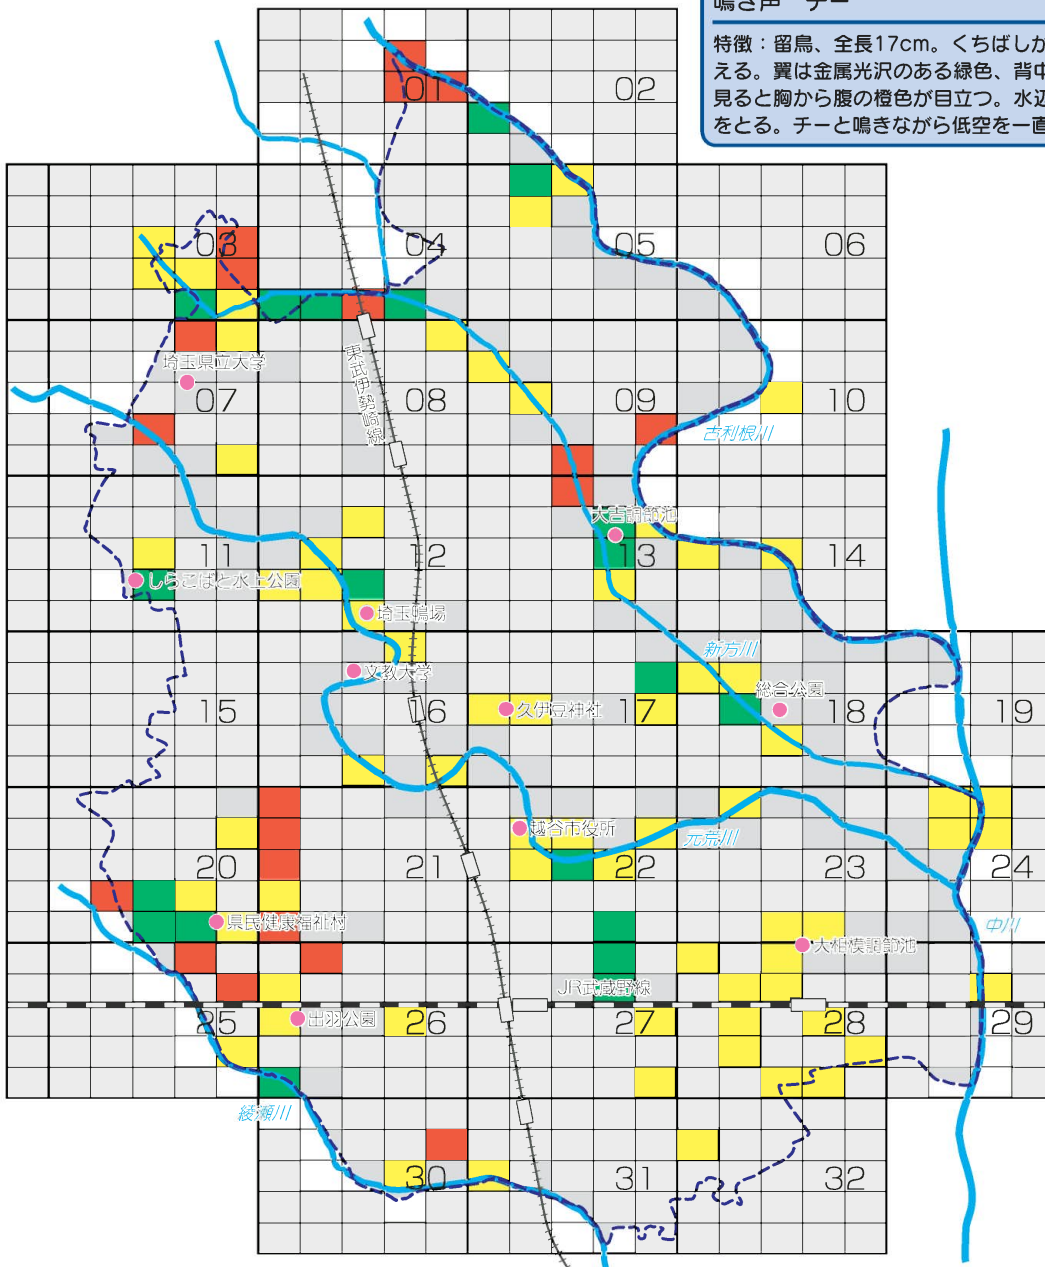 鳴き声 チー
特徴：留鳥、全長17cm。くちばしか
える。翼は金属光沢のある緑色、背中
見ると胸から腹の橙色が目立つ。水辺
をとる。チーと鳴きながら低空を一直
01
02
03
04
05
06
埼玉県立大学
東武伊勢崎線
07
08
09
10
古利根川
大吉調節池
11
12
13
14
しらこばと水上公園
埼玉鴨場
新方川
文教大学
総合公園
15
16
久伊豆神社
17
18
19
越谷市役所
元荒川
20
21
22
23
24
県民健康福祉村
中川
大相模調節池
JR武蔵野線
25
出羽公園
26
27
28
29
綾瀬川
30
31
32